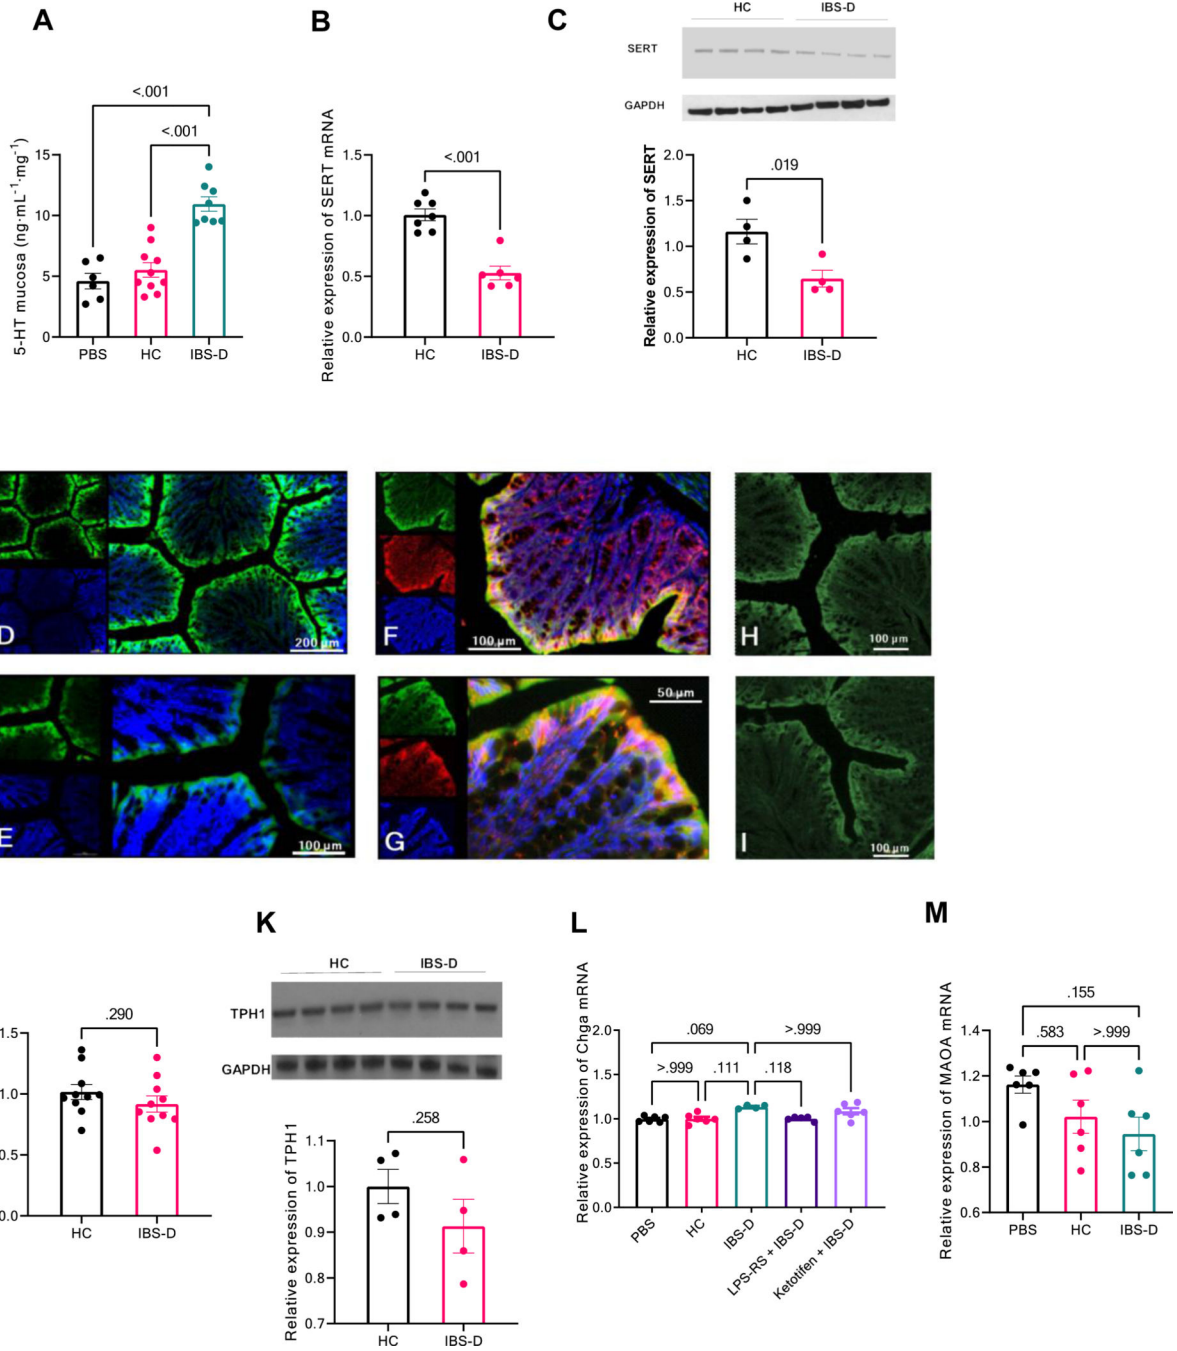 A
B
C
HC IBS-D
SERT
GAPDH
<.001
<.001
5-HT mucosa (ng·mL⁻¹·mg⁻¹)
15
10
5
0
PBS HC IBS-D
<.001
Relative expression of SERT mRNA
1.5
1.0
0.5
0.0
HC IBS-D
.019
Relative expression of SERT
2.0
1.5
1.0
0.5
0.0
HC IBS-D
D
200 µm
F
100 µm
H
100 µm
E
100 µm
G
50 µm
I
100 µm
.290
1.5
1.0
0.5
0.0
HC IBS-D
K
HC IBS-D
TPH1
GAPDH
.258
Relative expression of TPH1
1.1
1.0
0.9
0.8
0.7
HC IBS-D
L
Relative expression of Chga mRNA
.069
>.999
>.999
.111
.118
2.0
1.5
1.0
0.5
0.0
PBS
HC
IBS-D
LPS-RS + IBS-D
Ketotifen + IBS-D
M
Relative expression of MAOA mRNA
.155
.583
>.999
1.4
1.2
1.0
0.8
0.6
PBS HC IBS-D